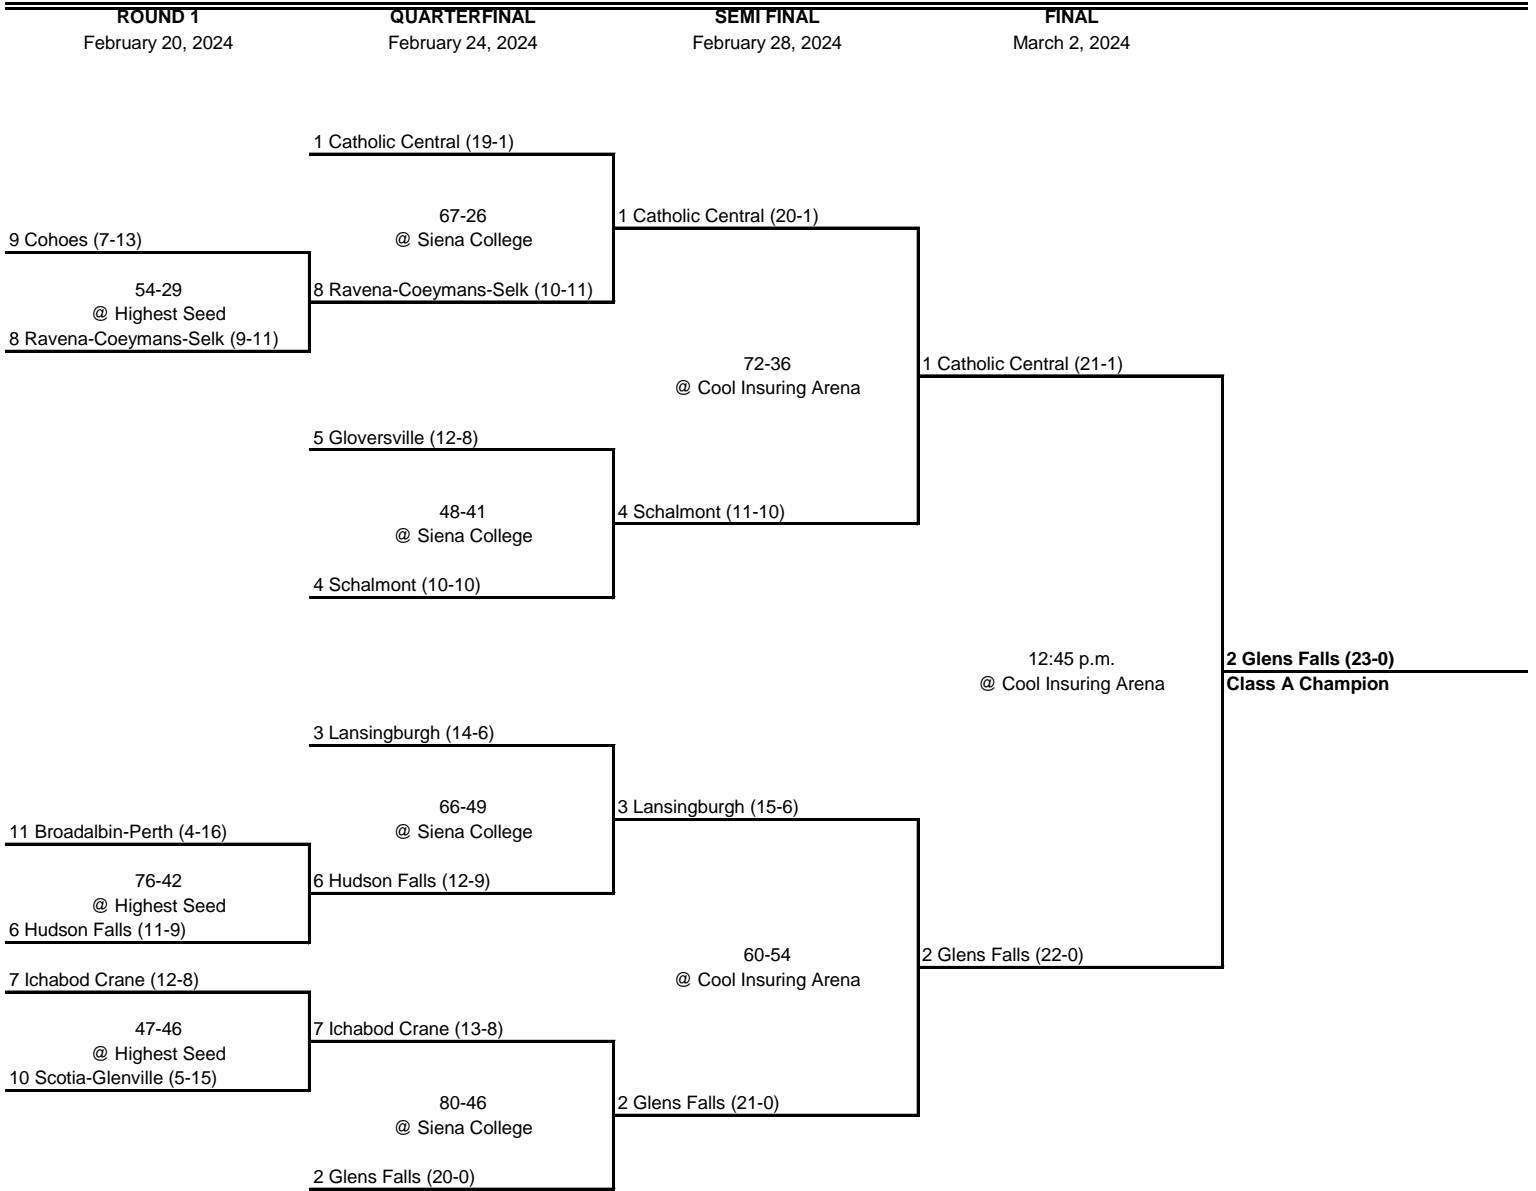 ROUND 1
QUARTERFINAL
SEMI FINAL
FINAL
February 20, 2024
February 24, 2024
February 28, 2024
March 2, 2024
1 Catholic Central (19-1)
67-26
1 Catholic Central (20-1)
9 Cohoes (7-13)
@ Siena College
54-29
8 Ravena-Coeymans-Selk (10-11)
@ Highest Seed
8 Ravena-Coeymans-Selk (9-11)
72-36
1 Catholic Central (21-1)
@ Cool Insuring Arena
5 Gloversville (12-8)
48-41
4 Schalmont (11-10)
@ Siena College
4 Schalmont (10-10)
12:45 p.m.
2 Glens Falls (23-0)
@ Cool Insuring Arena
Class A Champion
3 Lansingburgh (14-6)
66-49
3 Lansingburgh (15-6)
11 Broadalbin-Perth (4-16)
@ Siena College
76-42
6 Hudson Falls (12-9)
@ Highest Seed
6 Hudson Falls (11-9)
60-54
2 Glens Falls (22-0)
7 Ichabod Crane (12-8)
@ Cool Insuring Arena
47-46
7 Ichabod Crane (13-8)
@ Highest Seed
10 Scotia-Glenville (5-15)
80-46
2 Glens Falls (21-0)
@ Siena College
2 Glens Falls (20-0)